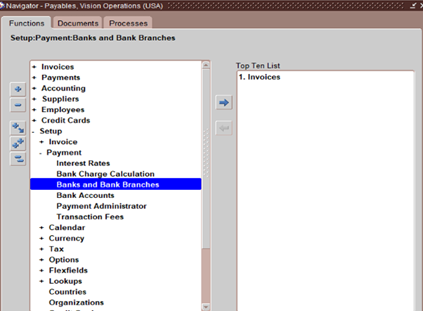 Navigator - Payables, Vision Operations (USA)
Functions
Documents
Processes
Setup:Payment:Banks and Bank Branches
+ Invoices
+ Payments
+ Accounting
+ Suppliers
+ Employees
+ Credit Cards
- Setup
+ Invoice
- Payment
Interest Rates
Bank Charge Calculation
Banks and Bank Branches
Bank Accounts
Payment Administrator
Transaction Fees
+ Calendar
+ Currency
+ Tax
+ Options
+ Flexfields
+ Lookups
Countries
Organizations
Top Ten List
1. Invoices